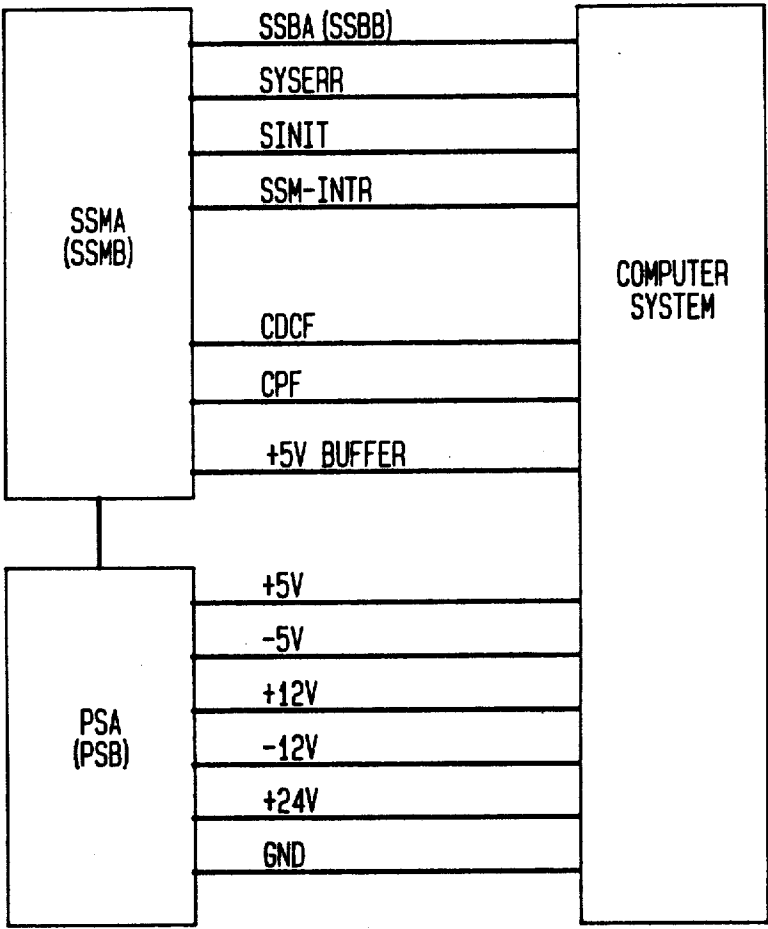 SSBA (SSBB)
SYSERR
SINIT
SSM-INTR
SSMA
(SSMB)
COMPUTER
SYSTEM
CDCF
CPF
+5V BUFFER
+5V
-5V
+12V
PSA
(PSB)
-12V
+24V
GND